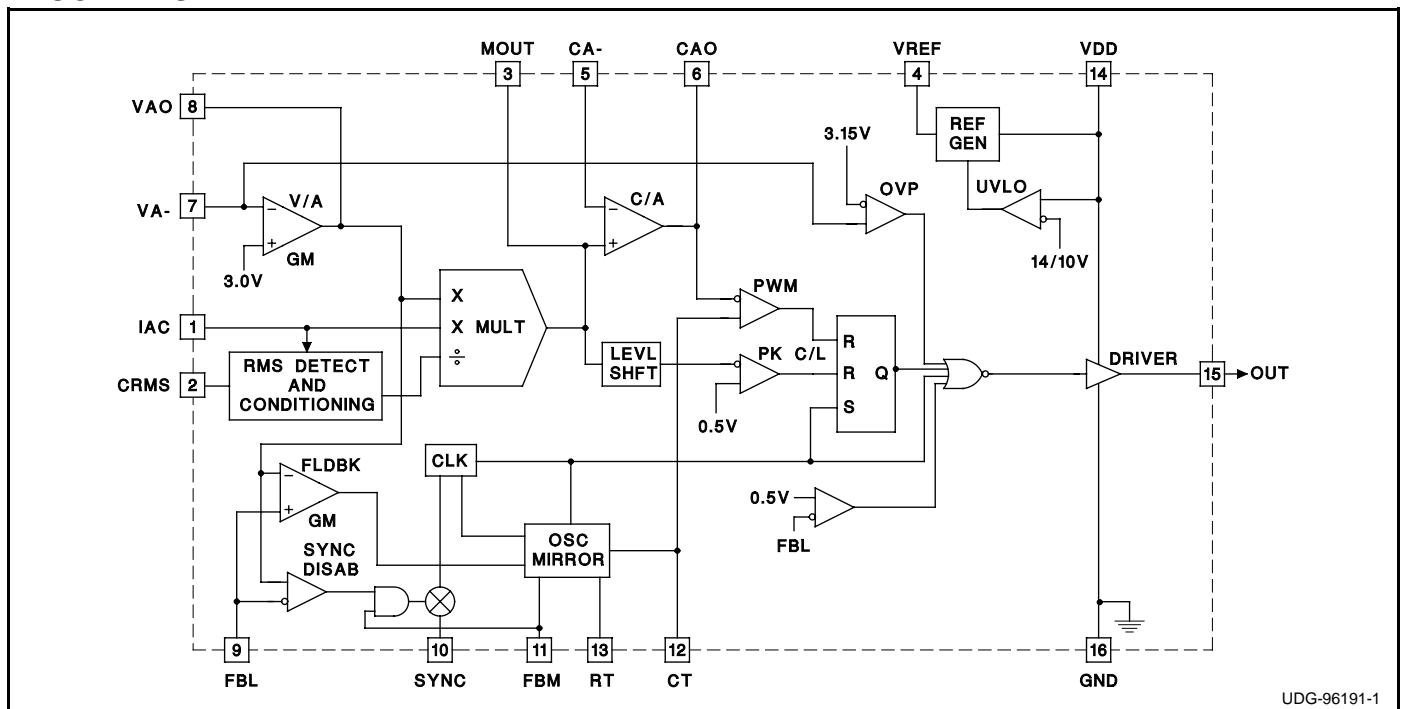 MOUT CA- CAO VREF VDD
3 5 6 4 14
VAO 8
REF
GEN
3.15V
OVP
UVLO
VA- 7
V/A
-
+
GM
3.0V
C/A
-
+
14/10V
IAC 1
X
X MULT
÷
PWM
LEVL
SHFT
PK C/L
0.5V
R
R Q
S
DRIVER
15 OUT
CRMS 2
RMS DETECT
AND
CONDITIONING
FLDBK
-
+
GM
CLK
0.5V
FBL
SYNC
DISAB
OSC
MIRROR
9 10 11 13 12 16
FBL SYNC FBM RT CT GND
UDG-96191-1